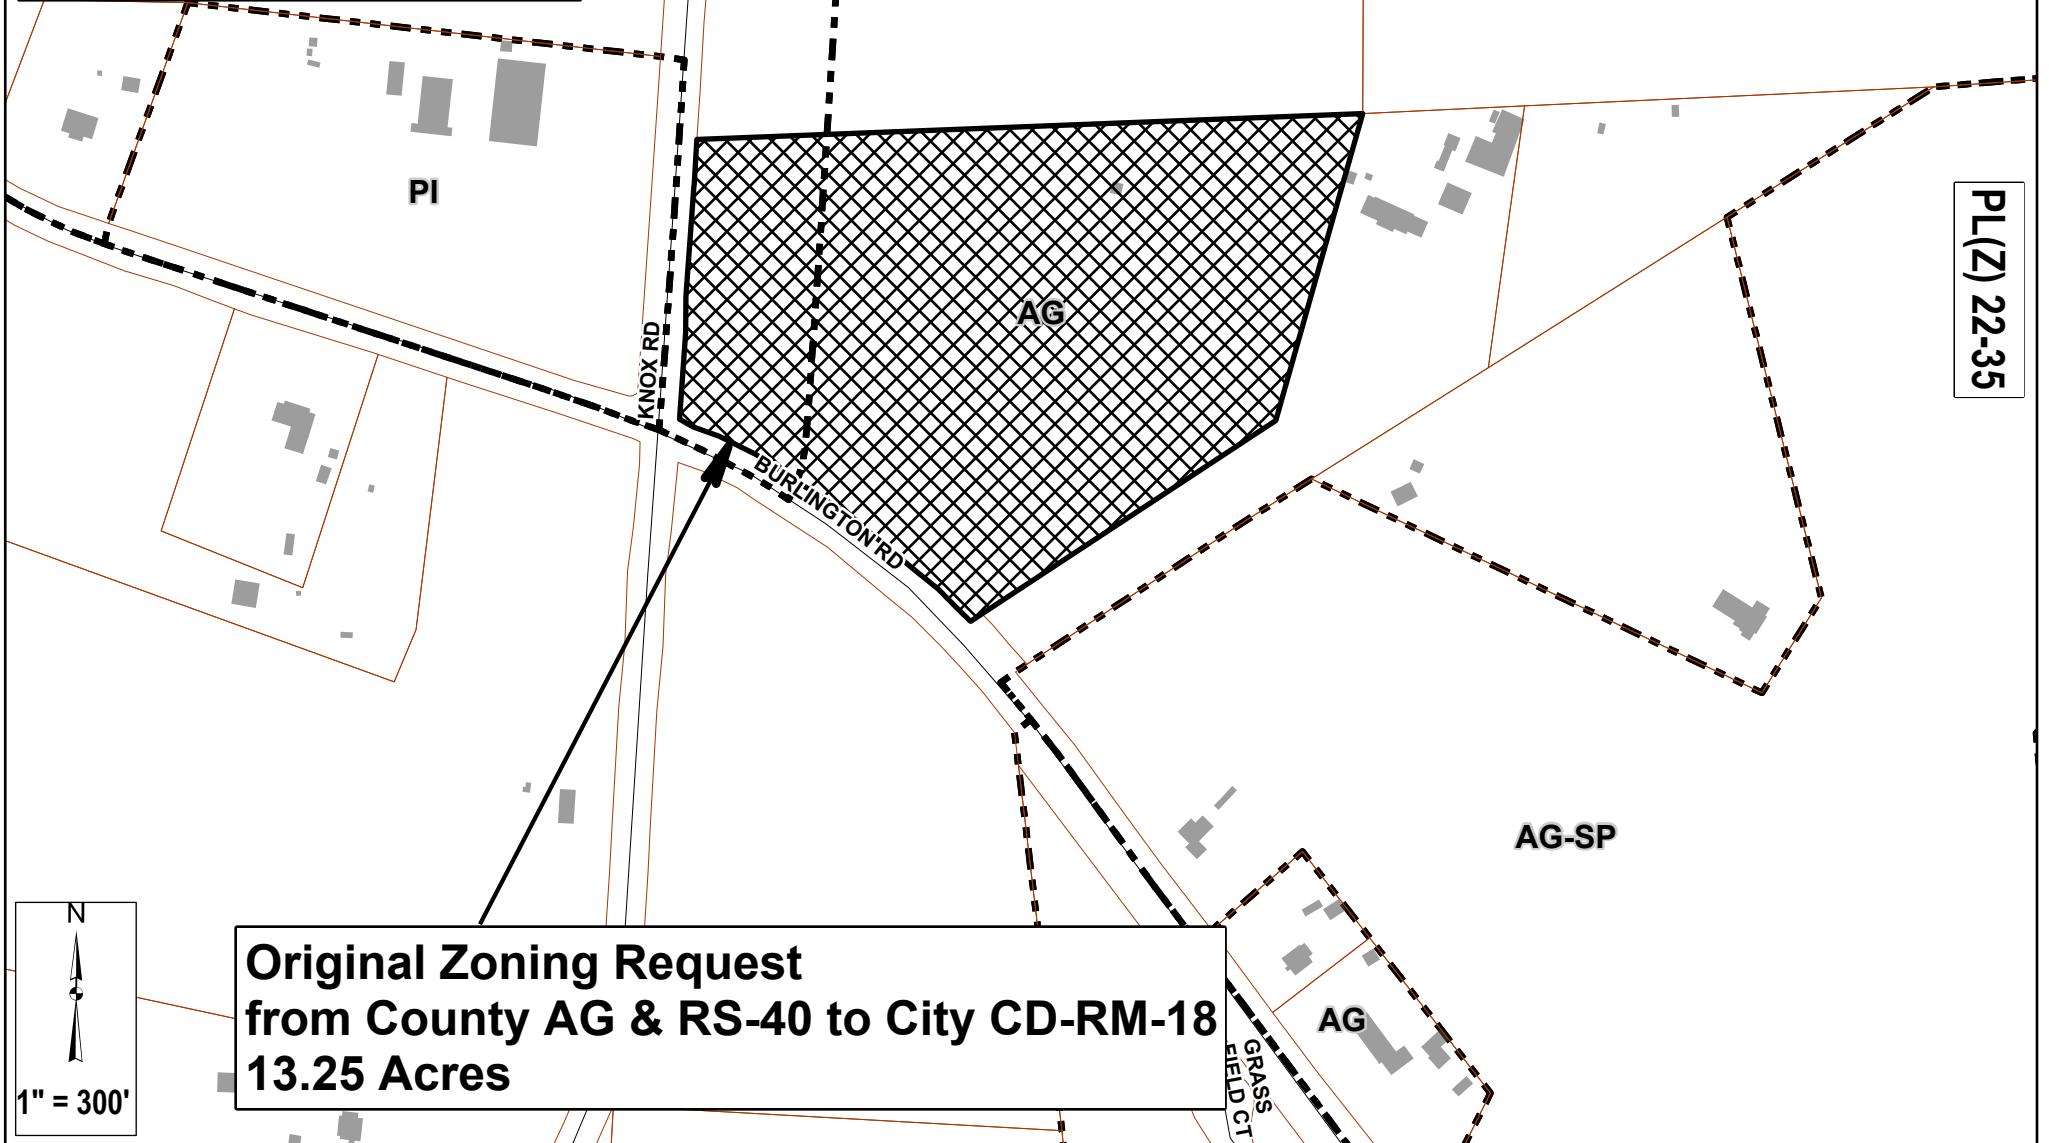 PI
KNOX RD
AG
BURLINGTON RD
PL(Z) 22-35
AG-SP
N
1" = 300'
Original Zoning Request
from County AG & RS-40 to City CD-RM-18
13.25 Acres
AG
GRASS
FIELD CT